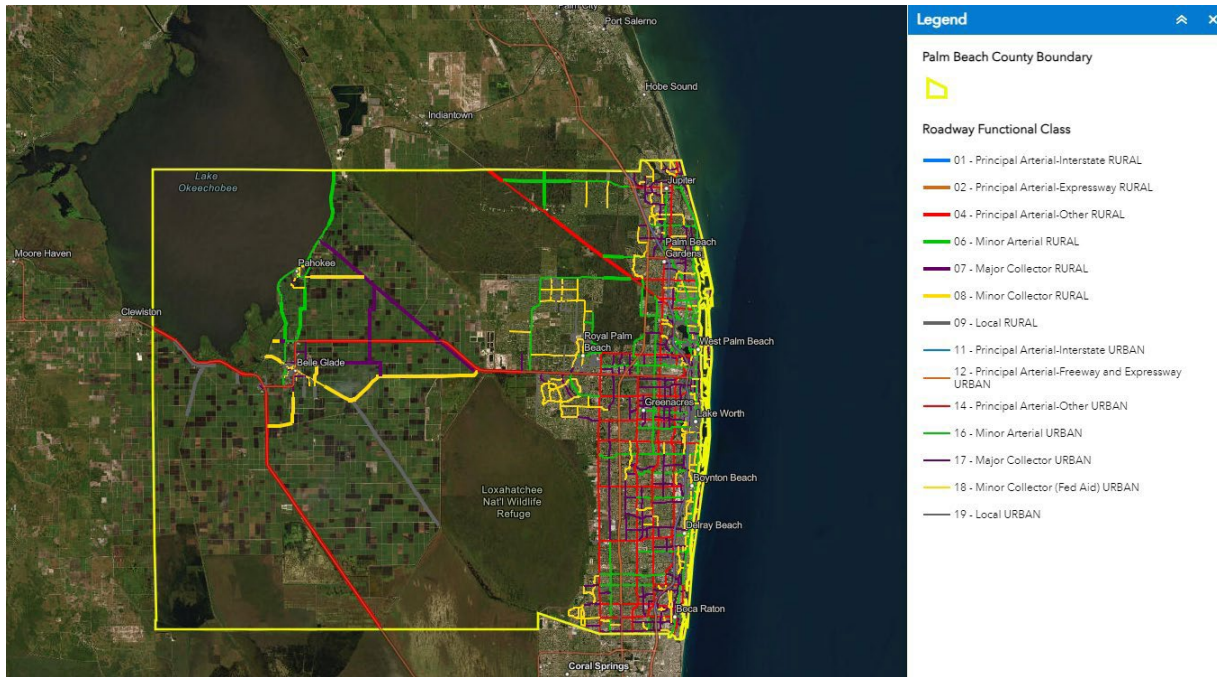 Palm City
Port Salerno
Hobe Sound
Indiantown
Lake
Okeechobee
Jupiter
Moore Haven
Palm Beach
Gardens
Pahokee
Clewiston
Royal Palm
Beach
West Palm Beach
Belle Glade
Greenacres
Lake Worth
Boynton Beach
Loxahatchee
Nat'l Wildlife
Refuge
Delray Beach
Boca Raton
Coral Springs
Legend
Palm Beach County Boundary
Roadway Functional Class
01 - Principal Arterial-Interstate RURAL
02 - Principal Arterial-Expressway RURAL
04 - Principal Arterial-Other RURAL
06 - Minor Arterial RURAL
07 - Major Collector RURAL
08 - Minor Collector RURAL
09 - Local RURAL
11 - Principal Arterial-Interstate URBAN
12 - Principal Arterial-Freeway and Expressway
URBAN
14 - Principal Arterial-Other URBAN
16 - Minor Arterial URBAN
17 - Major Collector URBAN
18 - Minor Collector (Fed Aid) URBAN
19 - Local URBAN